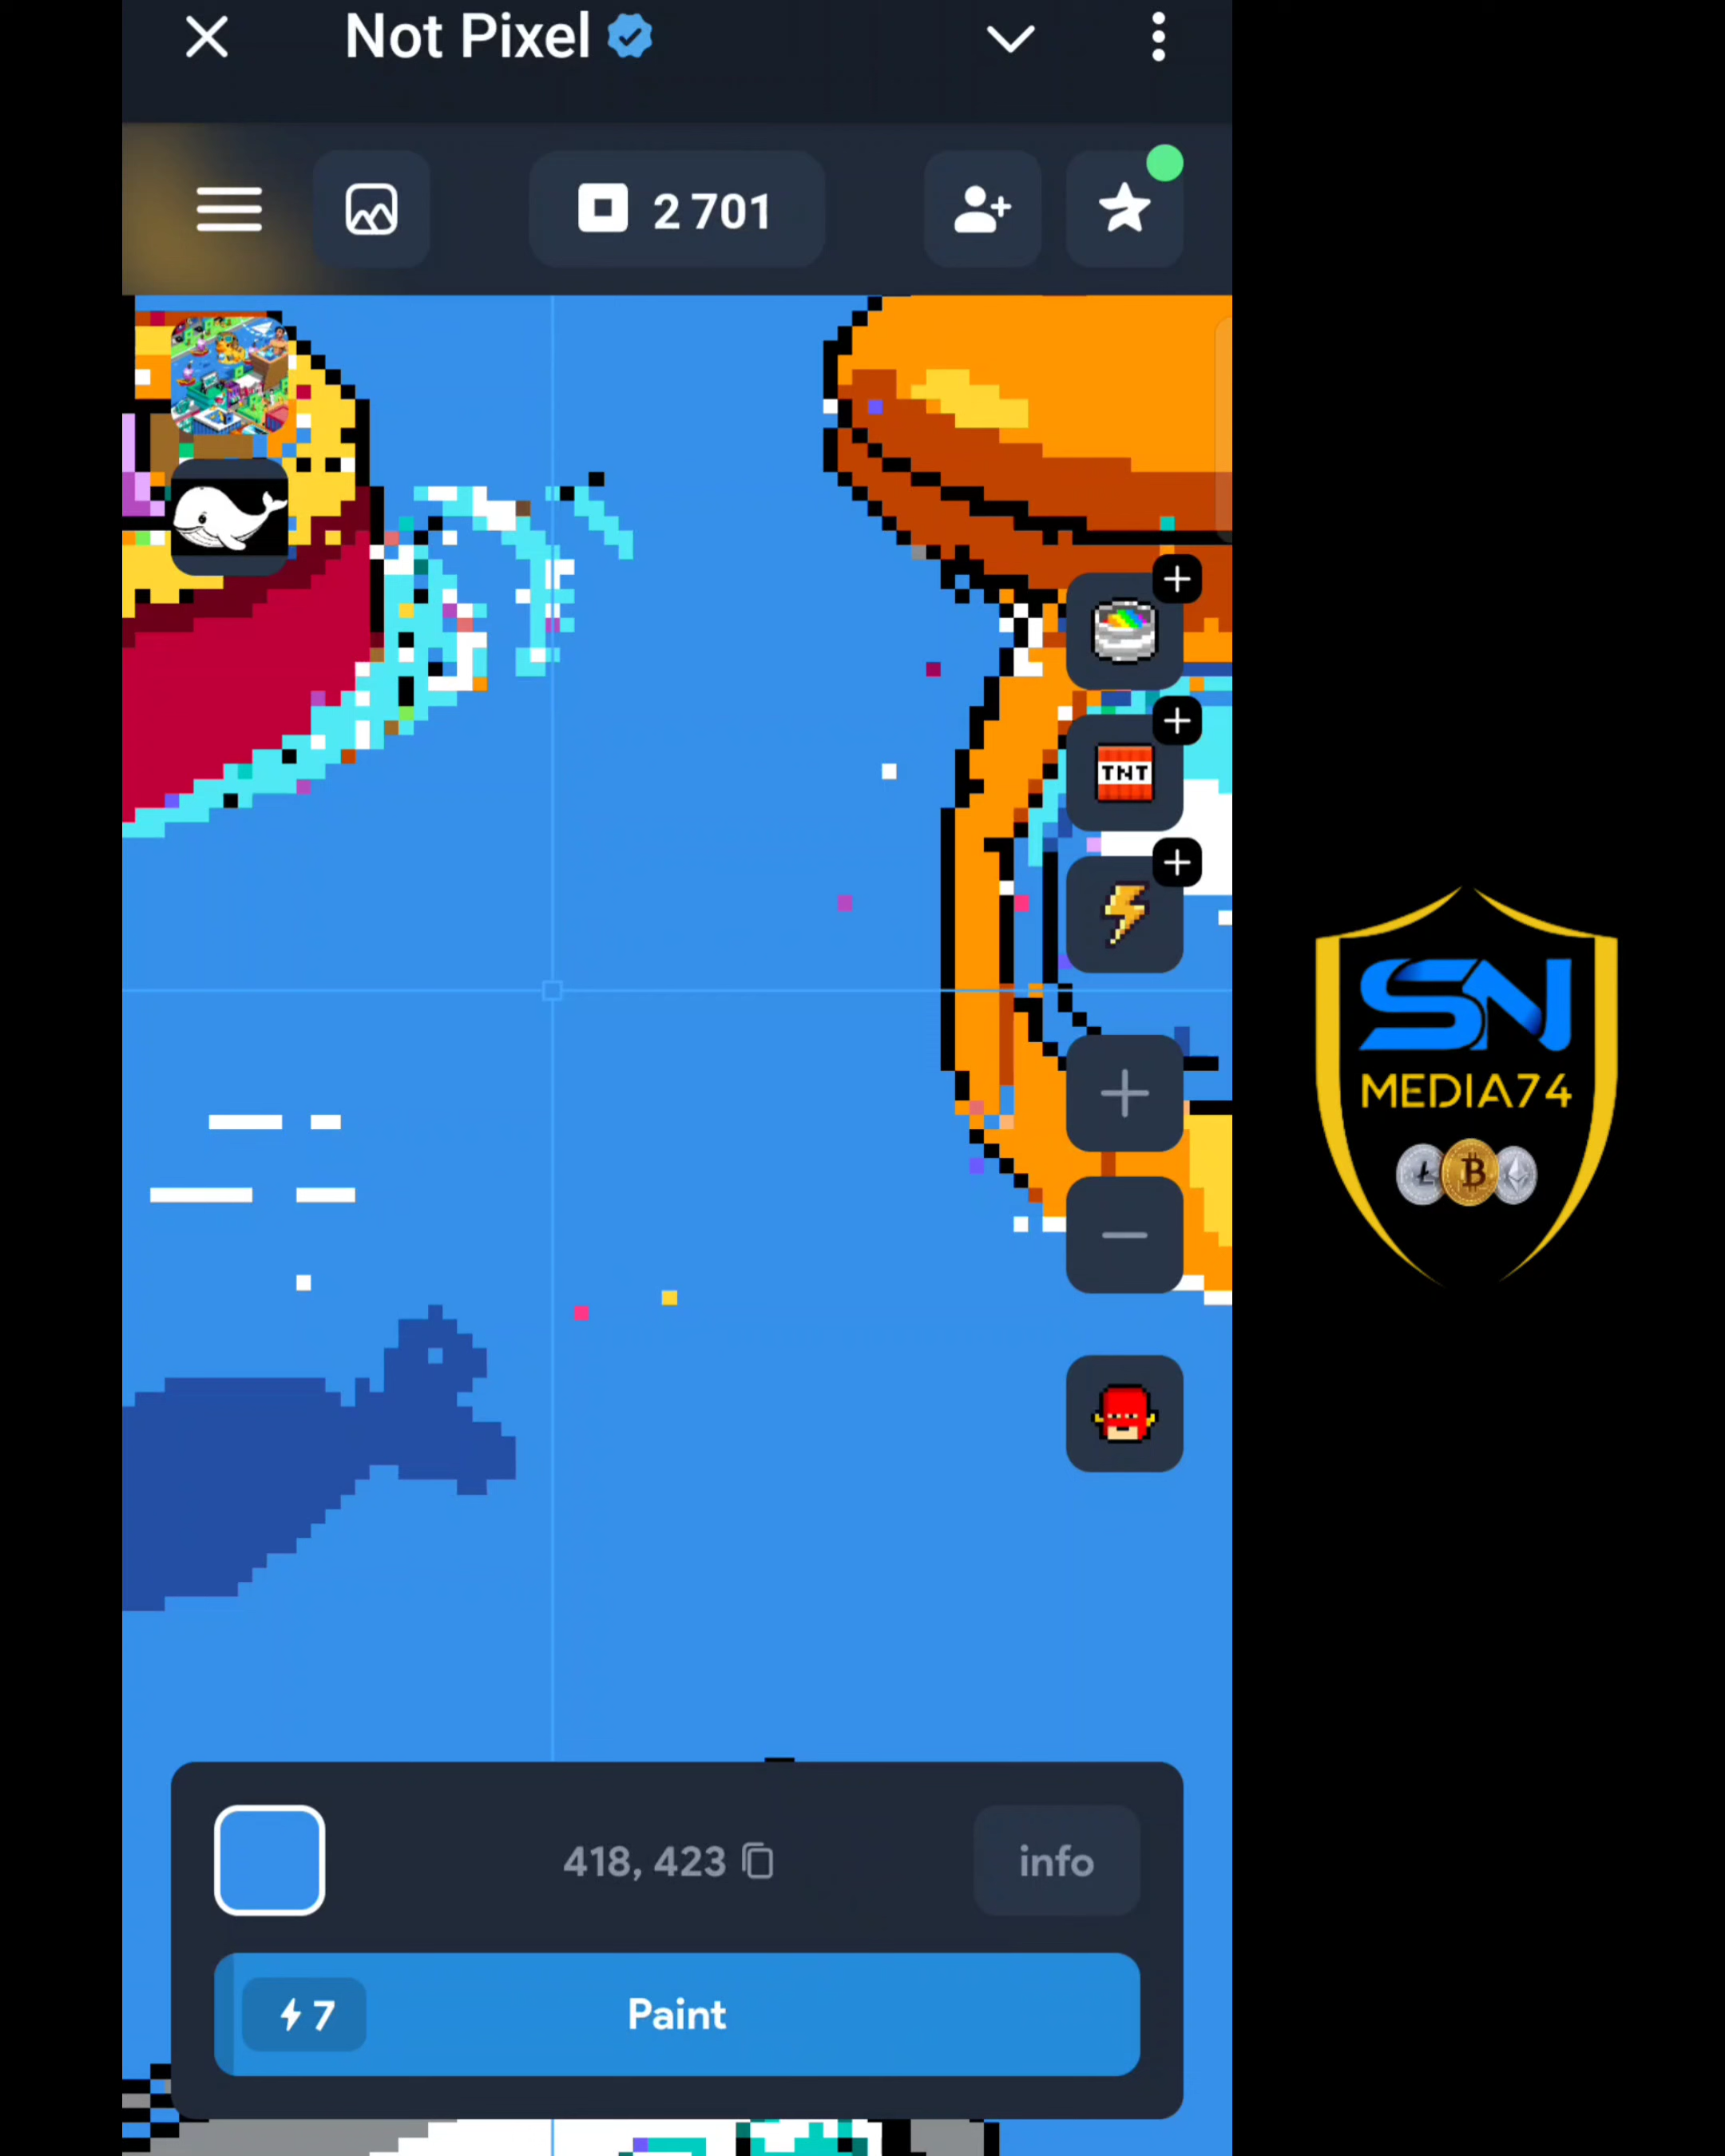 Not Pixel
2 701
TNT
SN
MEDIA74
418, 423
info
7
Paint